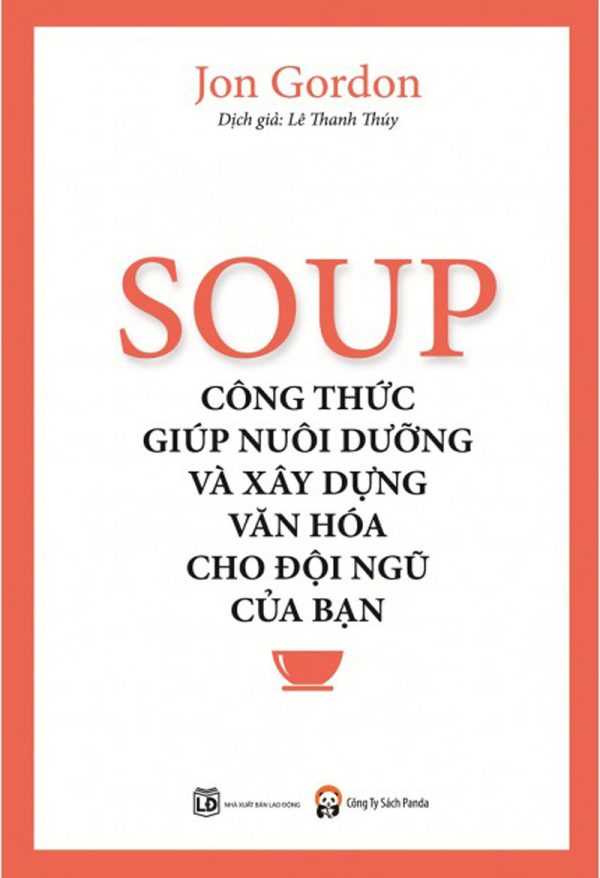 Jon Gordon
Dịch giả: Lê Thanh Thúy
SOUP
CÔNG THỨC
GIÚP NUÔI DƯỠNG
VÀ XÂY DỰNG
VĂN HÓA
CHO ĐỘI NGŨ
CỦA BẠN
LĐ NHÀ XUẤT BẢN LAO ĐỘNG Công Ty Sách Panda